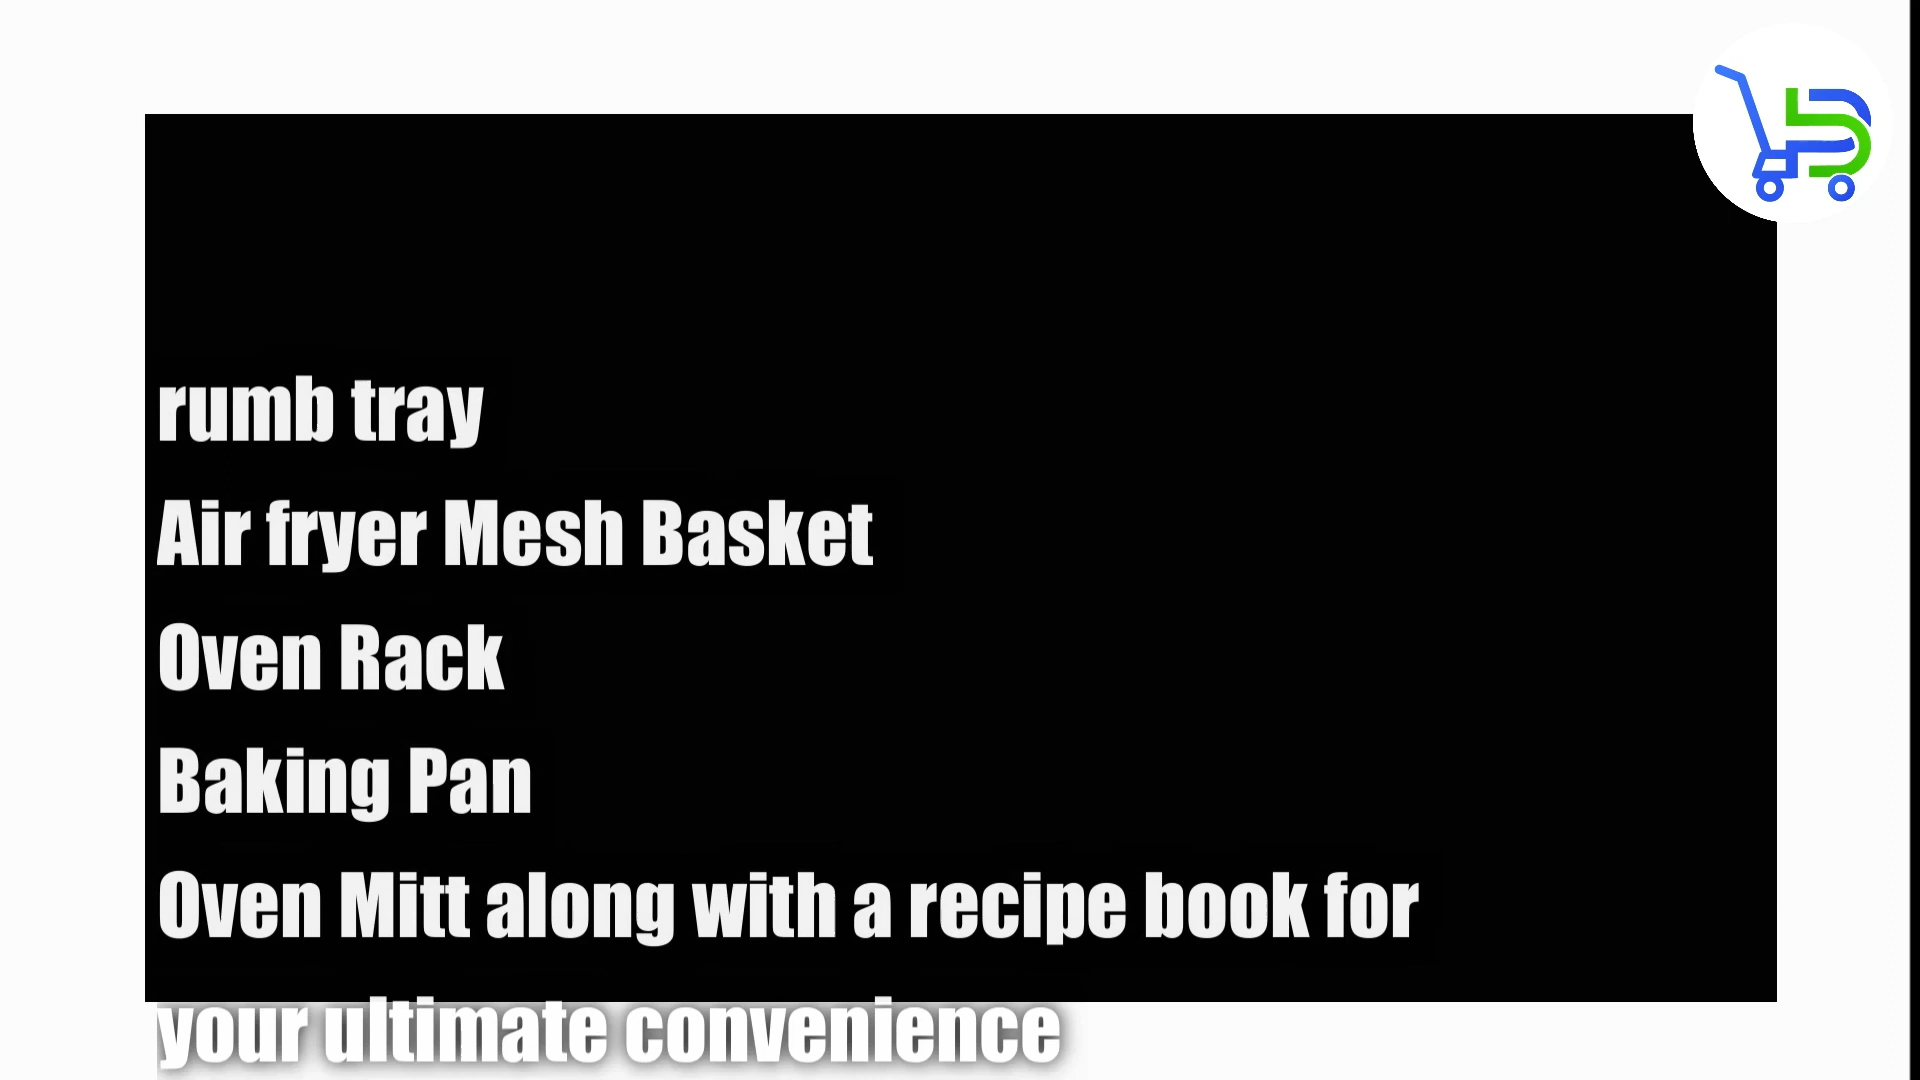 rumb tray
Air fryer Mesh Basket
Oven Rack
Baking Pan
Oven Mitt along with a recipe book for
your ultimate convenience